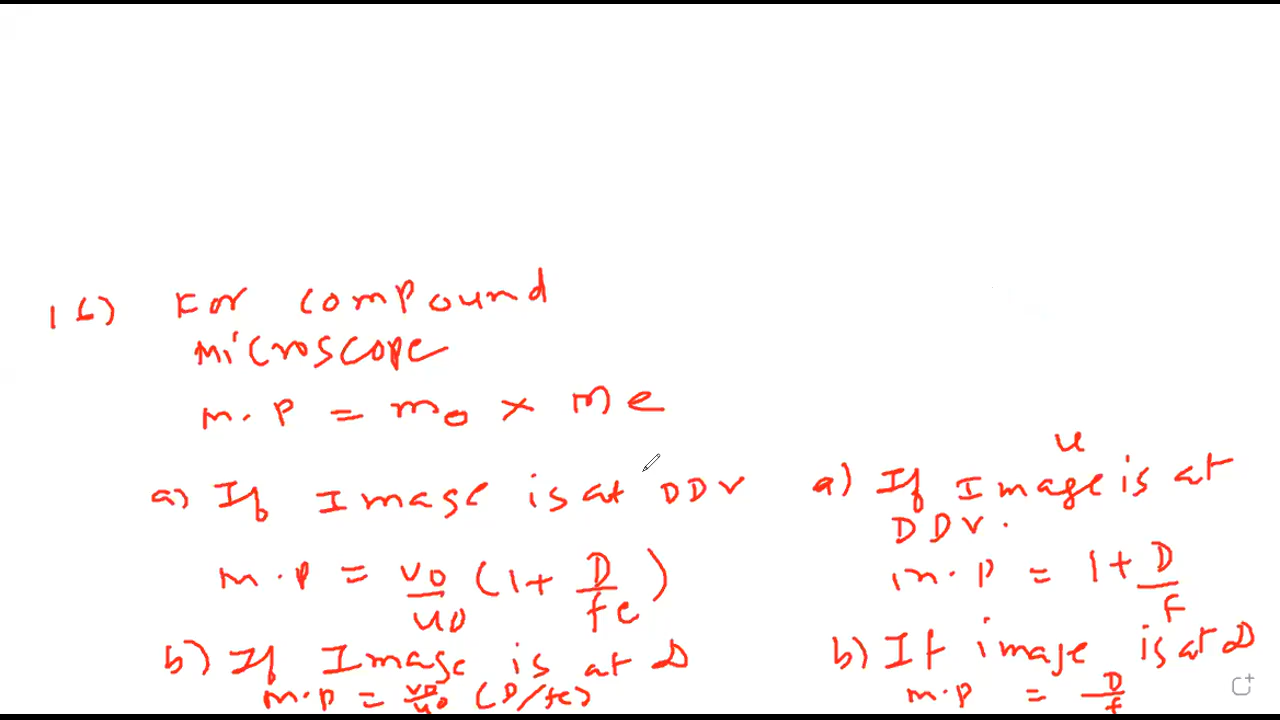 16) For compound
microscope
m.p = mo × me
a) If Image is at DDV
m.p = vo/uo (1 + D/fe)
b) If Image is at D
m.p = vo/uo (D/fe)
u
a) If Image is at
DDV.
m.p = 1 + D/F
b) If image is at D
m.p = D/f